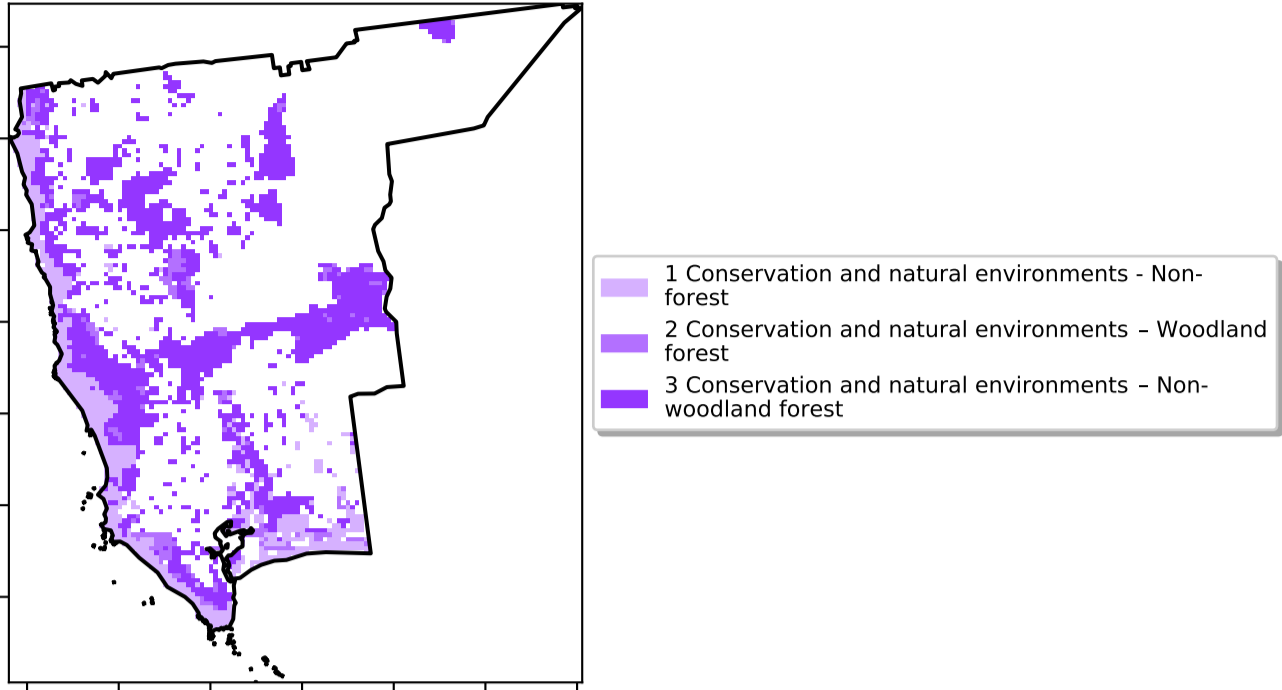 1 Conservation and natural environments - Non-
forest
2 Conservation and natural environments – Woodland
forest
3 Conservation and natural environments – Non-
woodland forest